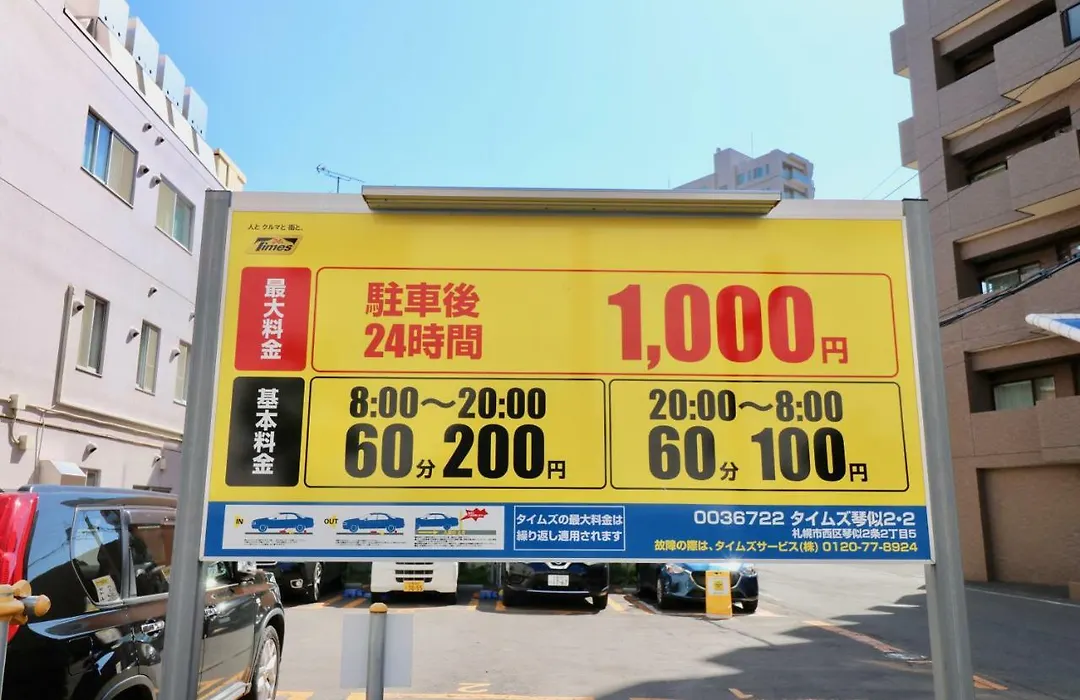 人とクルマと街と。
Times
最大料金
駐車後
24時間
1,000円
基本料金
8:00～20:00
60分 200円
20:00～8:00
60分 100円
IN
OUT
タイムズの最大料金は
繰り返し適用されます
0036722 タイムズ琴似2・2
札幌市西区琴似2条2丁目5
故障の際は、タイムズサービス(株) 0120-77-8924